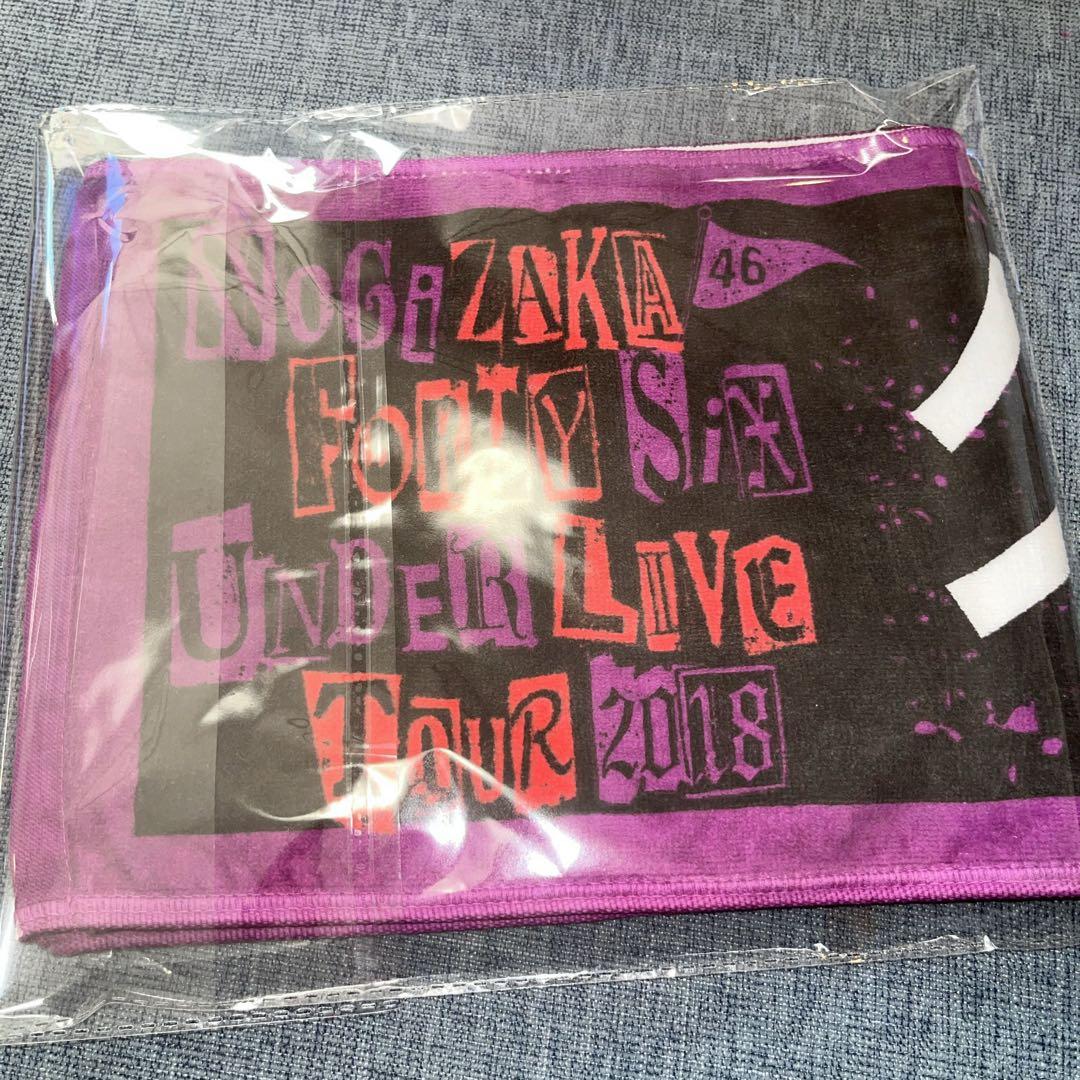 NOGiZAKA 46
FORTY SiX
UNDER LIVE
TOUR 2018